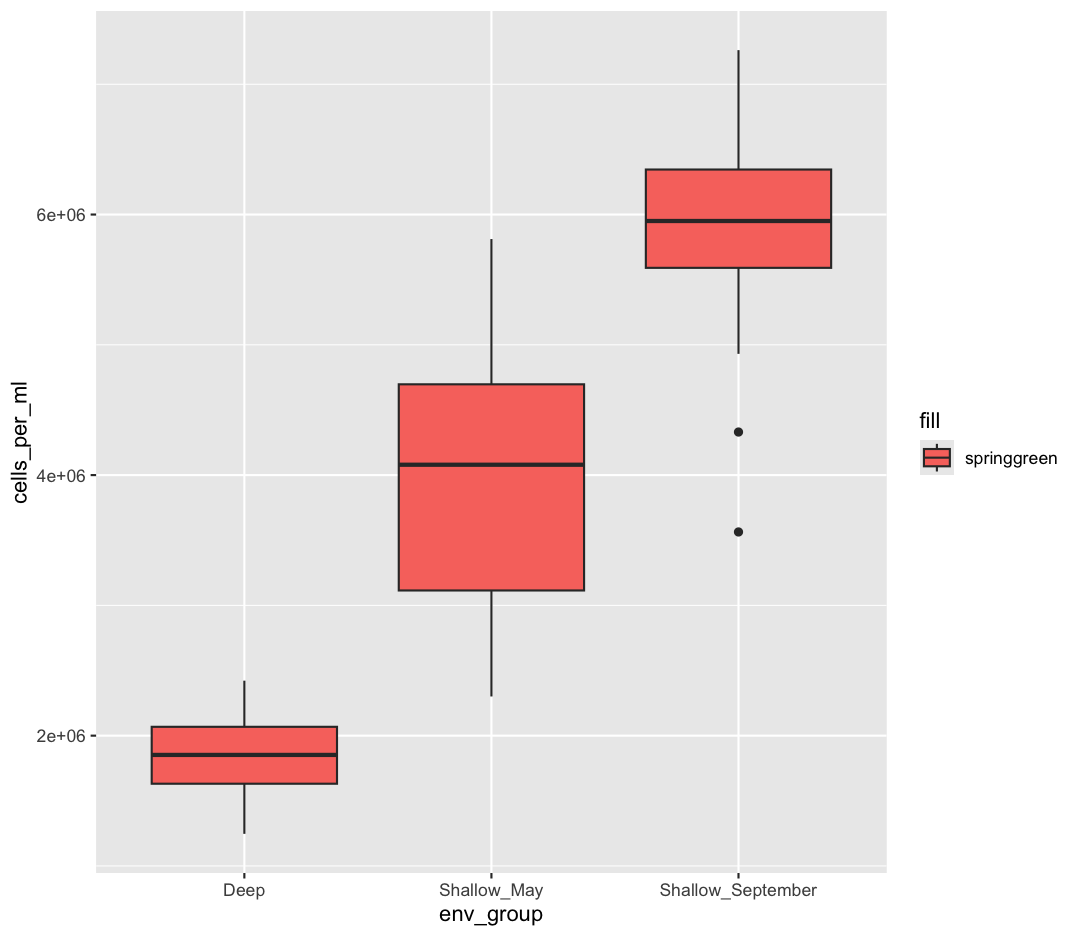 6e+06
4e+06
2e+06
cells_per_ml
Deep
Shallow_May
Shallow_September
env_group
fill
springgreen